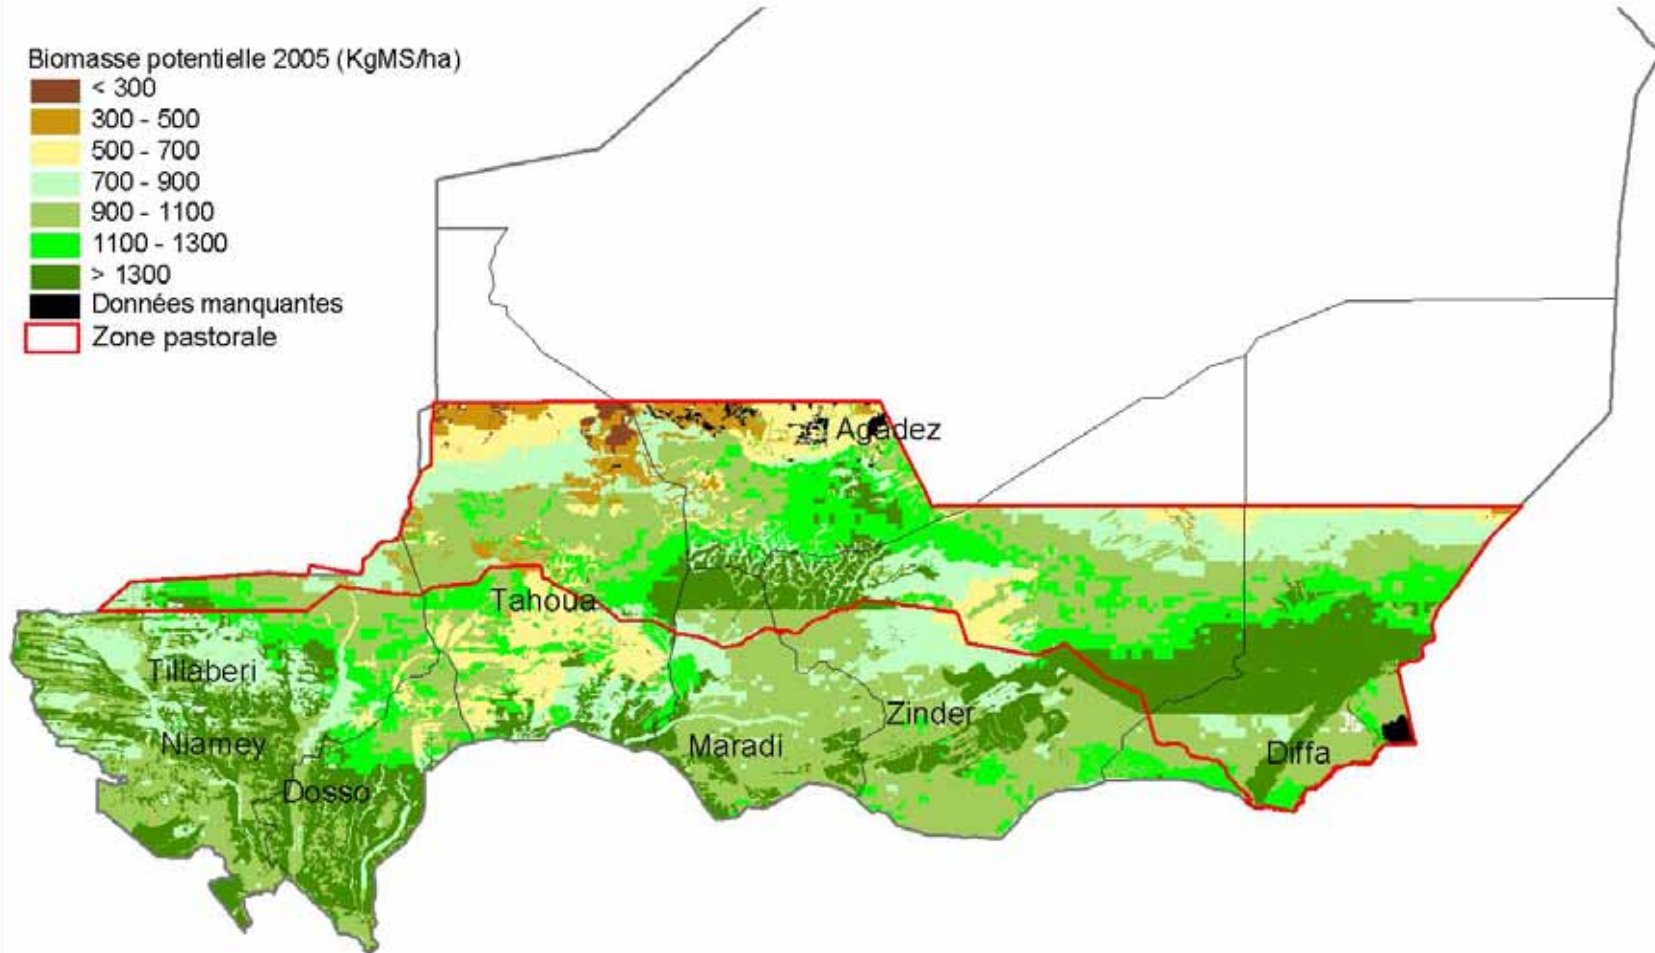 Biomasse potentielle 2005 (KgMS/ha)
< 300
300 - 500
500 - 700
700 - 900
900 - 1100
1100 - 1300
> 1300
Données manquantes
Zone pastorale
Agadez
Tahoua
Tillaberi
Zinder
Niamey
Maradi
Diffa
Dosso